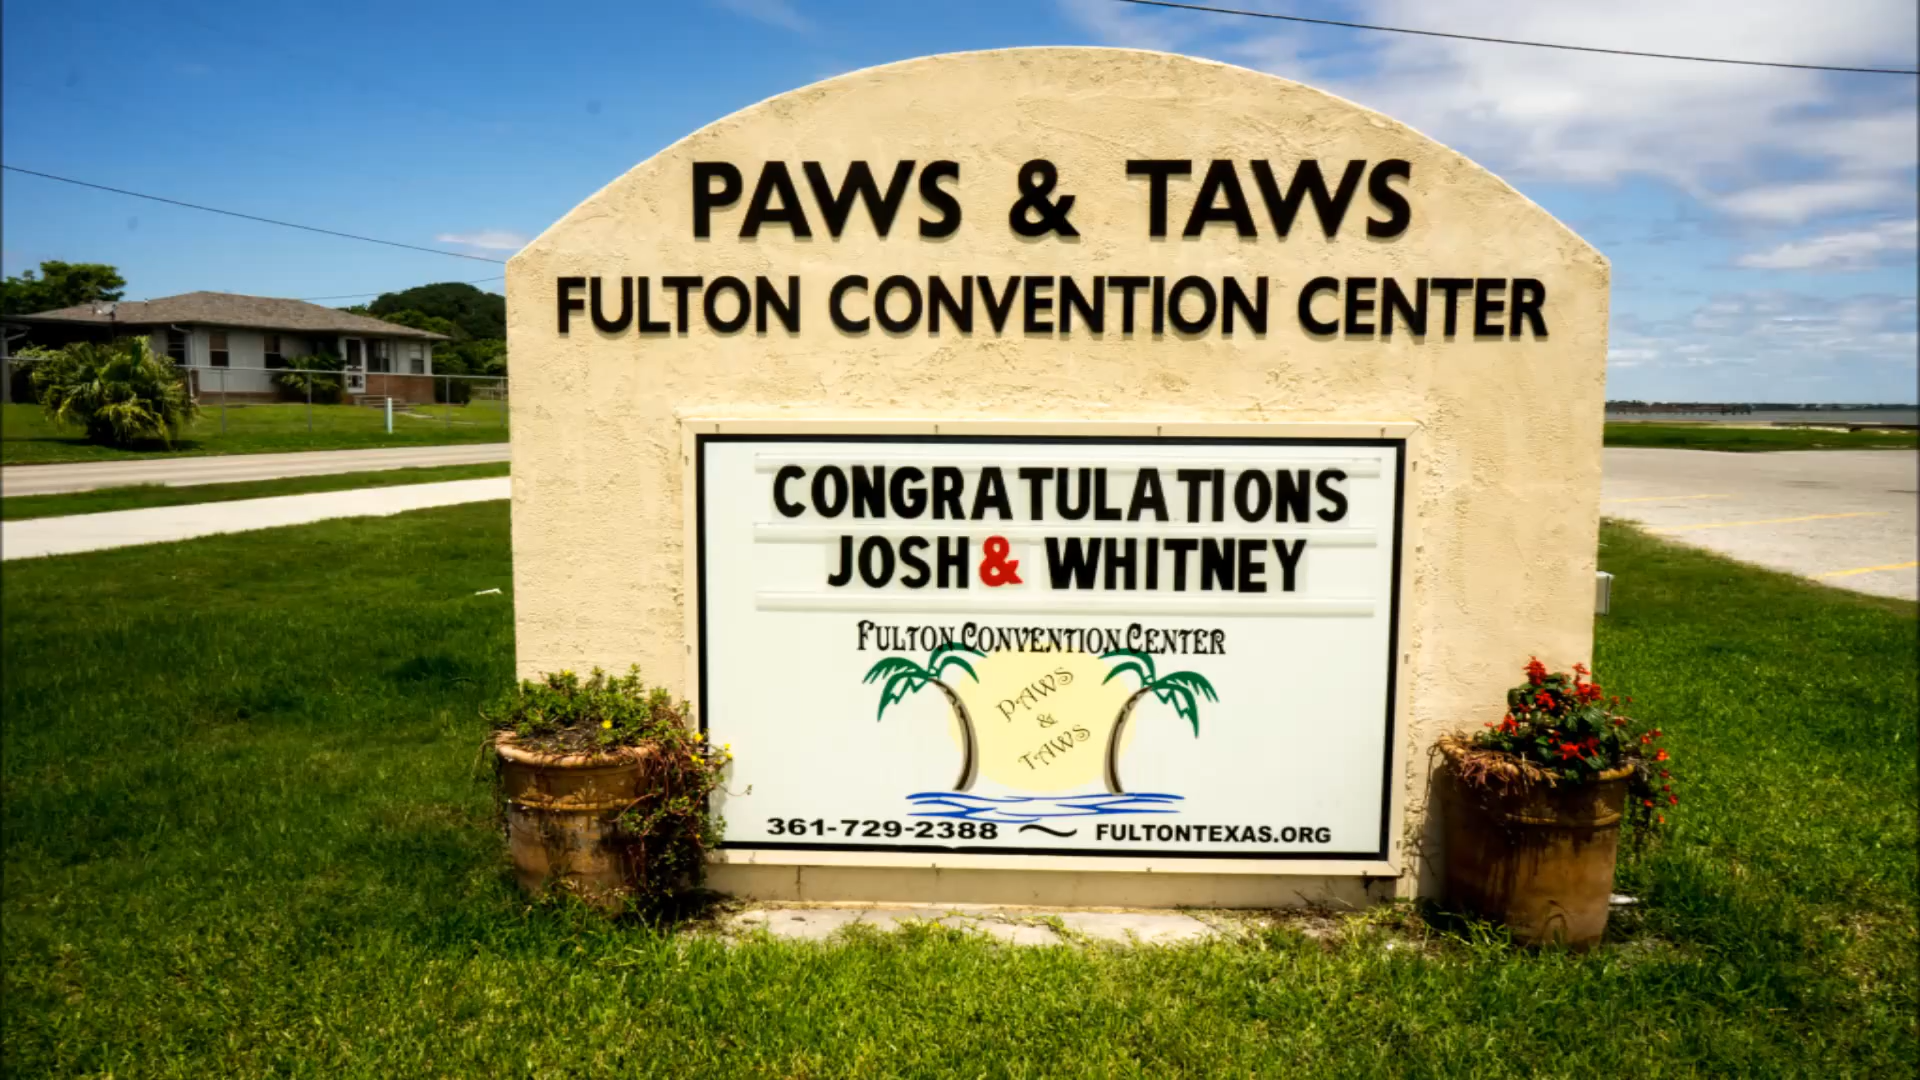 PAWS & TAWS
FULTON CONVENTION CENTER
CONGRATULATIONS
JOSH & WHITNEY
FULTON CONVENTION CENTER
PAWS
&
TAWS
361-729-2388 ~ FULTONTEXAS.ORG